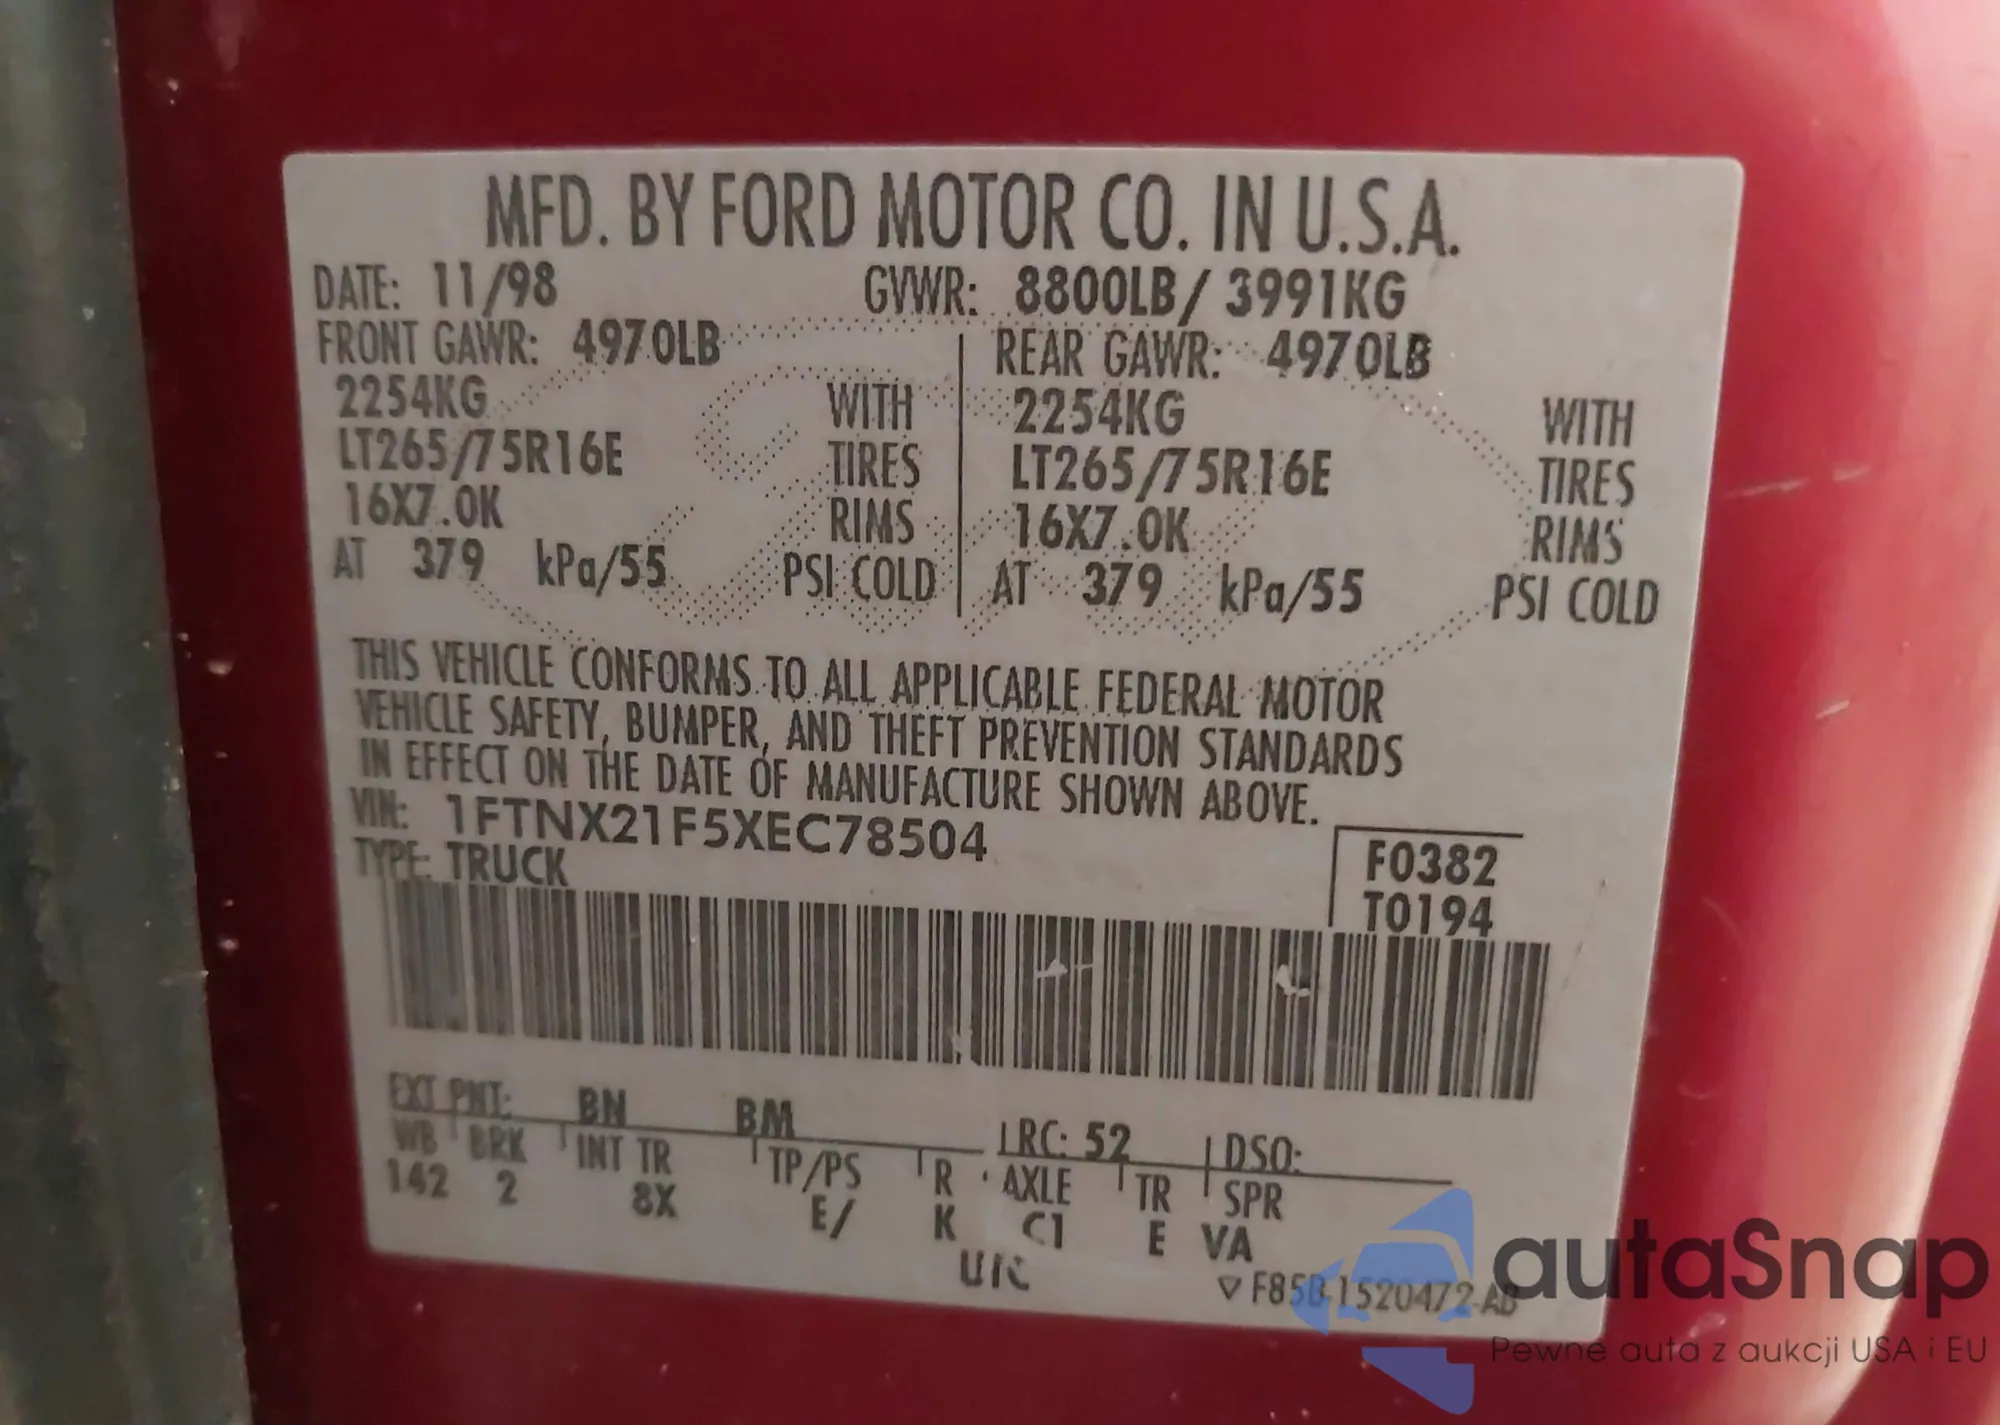 MFD. BY FORD MOTOR CO. IN U.S.A.
DATE: 11/98 GVWR: 8800LB/ 3991KG
FRONT GAWR: 4970LB REAR GAWR: 4970LB
2254KG WITH 2254KG WITH
LT265/75R16E TIRES LT265/75R16E TIRES
16X7.0K RIMS 16X7.0K RIMS
AT 379 kPa/55 PSI COLD AT 379 kPa/55 PSI COLD
THIS VEHICLE CONFORMS TO ALL APPLICABLE FEDERAL MOTOR
VEHICLE SAFETY, BUMPER, AND THEFT PREVENTION STANDARDS
IN EFFECT ON THE DATE OF MANUFACTURE SHOWN ABOVE.
VIN: 1FTNX21F5XEC78504
TYPE: TRUCK
F0382
T0194
EXT PNT: BN BM RC: 52 DSO:
WB BRK INT TR TP/PS R AXLE TR SPR
142 2 8X E/ K C1 E VA
▽ F85B-1520472-AB
autaSnap
Pewne auta z aukcji USA i EU